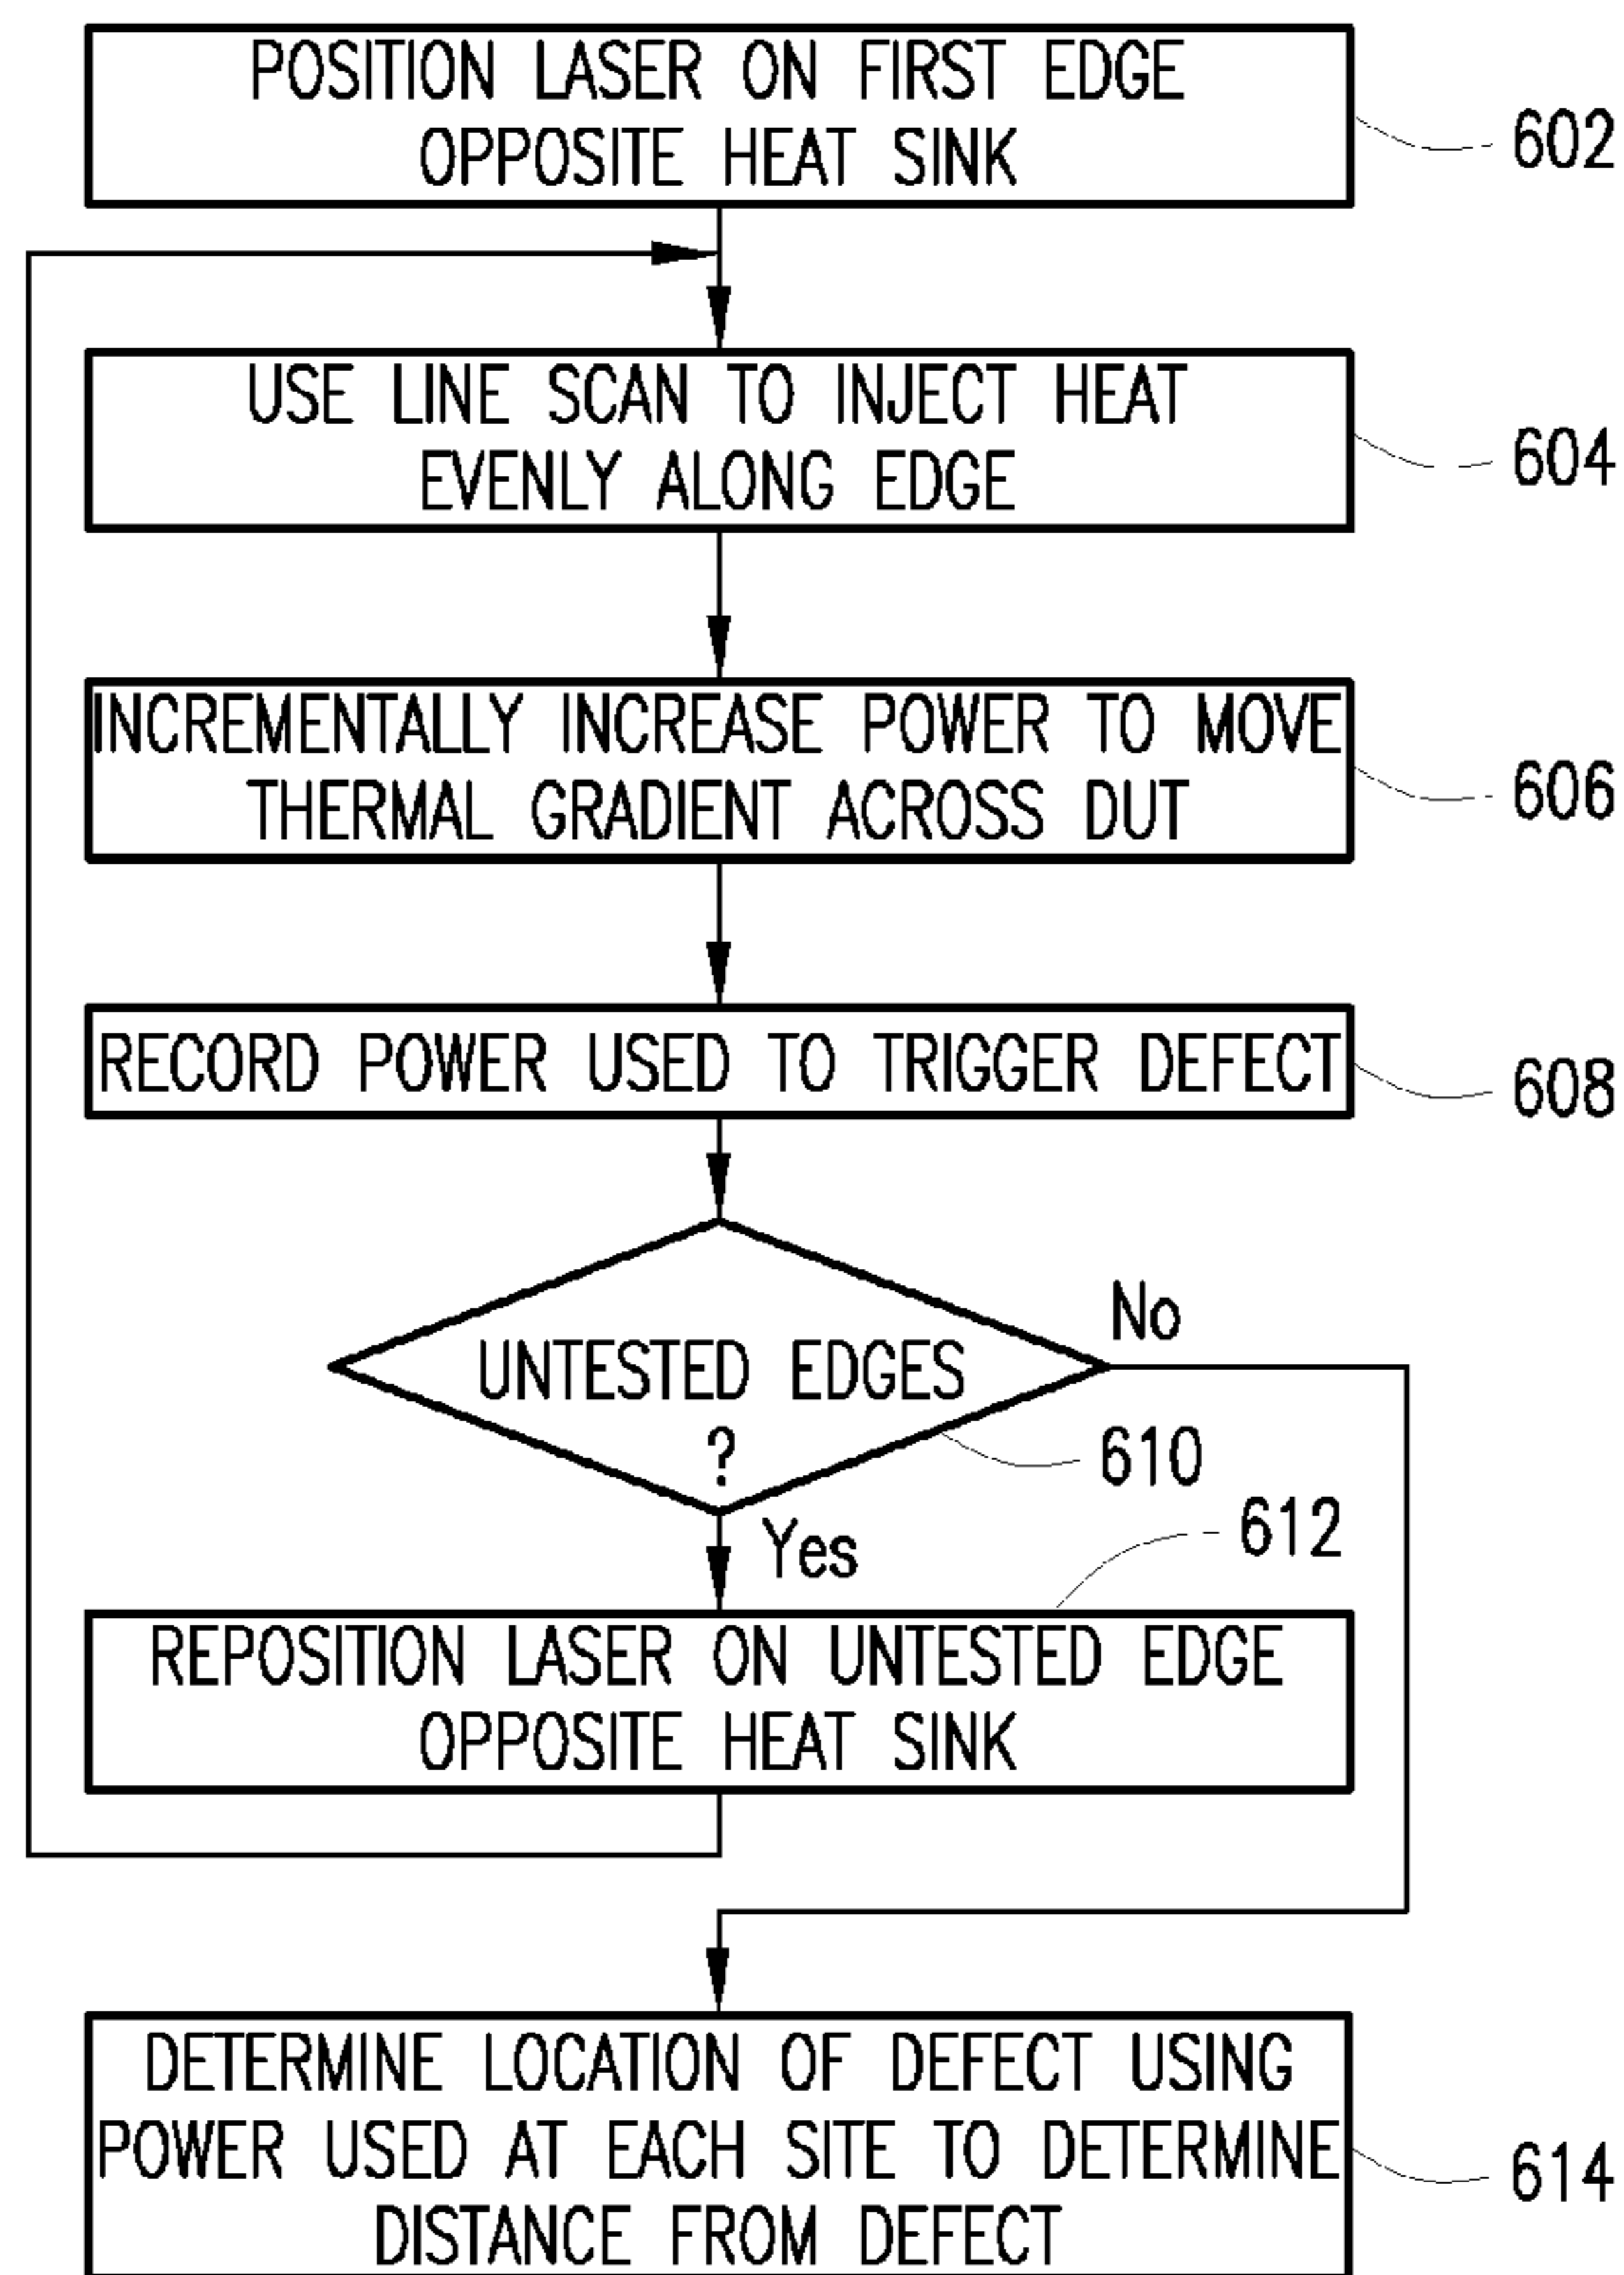 POSITION LASER ON FIRST EDGE
OPPOSITE HEAT SINK
602
USE LINE SCAN TO INJECT HEAT
EVENLY ALONG EDGE
604
INCREMENTALLY INCREASE POWER TO MOVE
THERMAL GRADIENT ACROSS DUT
606
RECORD POWER USED TO TRIGGER DEFECT
608
No
UNTESTED EDGES
?
610
Yes
612
REPOSITION LASER ON UNTESTED EDGE
OPPOSITE HEAT SINK
DETERMINE LOCATION OF DEFECT USING
POWER USED AT EACH SITE TO DETERMINE
DISTANCE FROM DEFECT
614